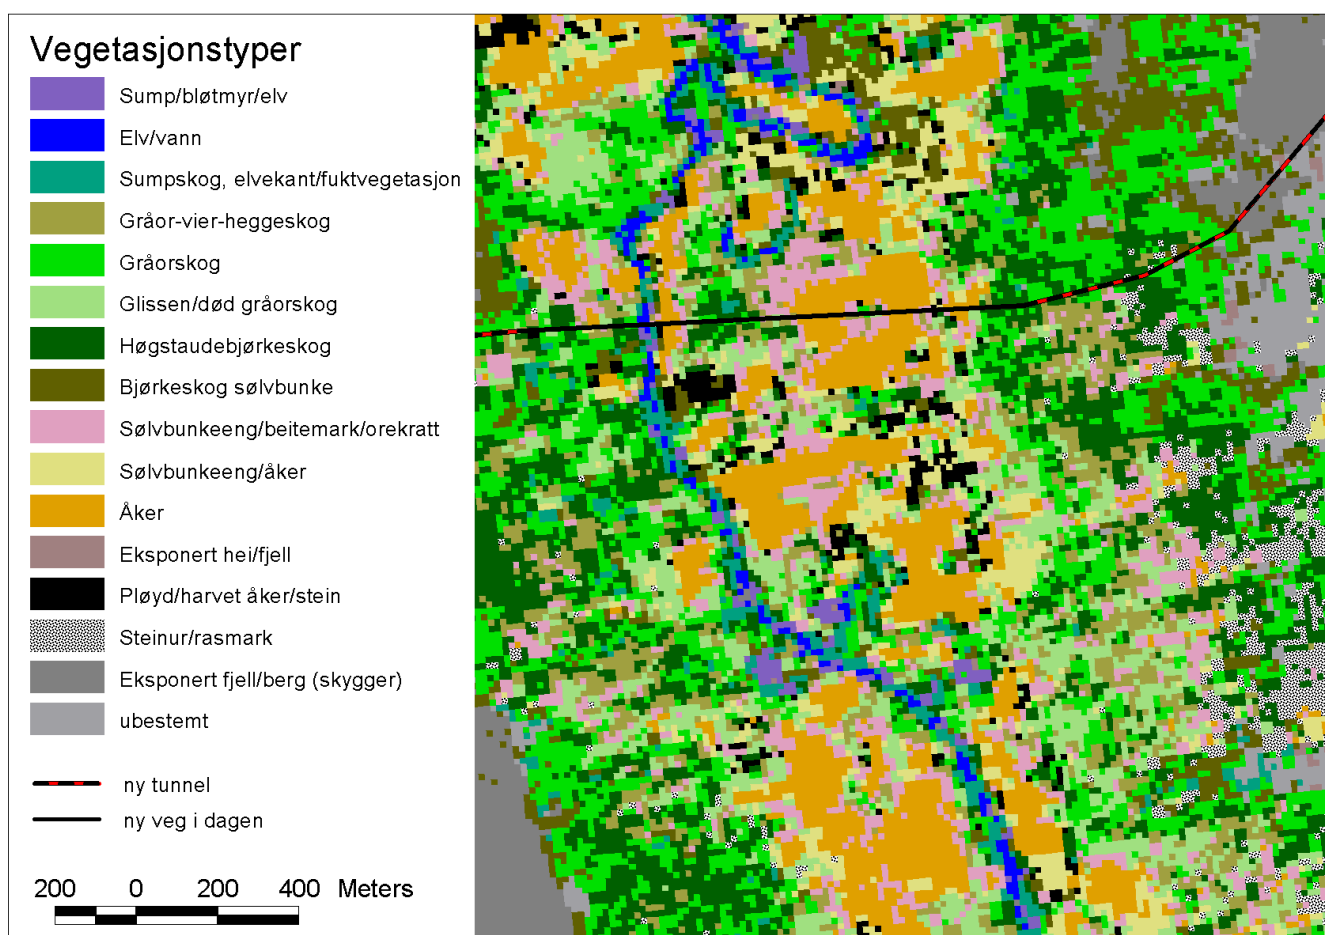 Vegetasjonstyper
Sump/bløtmyr/elv
Elv/vann
Sumpskog, elvekant/fuktvegetasjon
Gråor-vier-heggeskog
Gråorskog
Glissen/død gråorskog
Høgstaudebjørkeskog
Bjørkeskog sølvbunke
Sølvbunkeeng/beitemark/orekratt
Sølvbunkeeng/åker
Åker
Eksponert hei/fjell
Pløyd/harvet åker/stein
Steinur/rasmark
Eksponert fjell/berg (skygger)
ubestemt
ny tunnel
ny veg i dagen
200 0 200 400 Meters